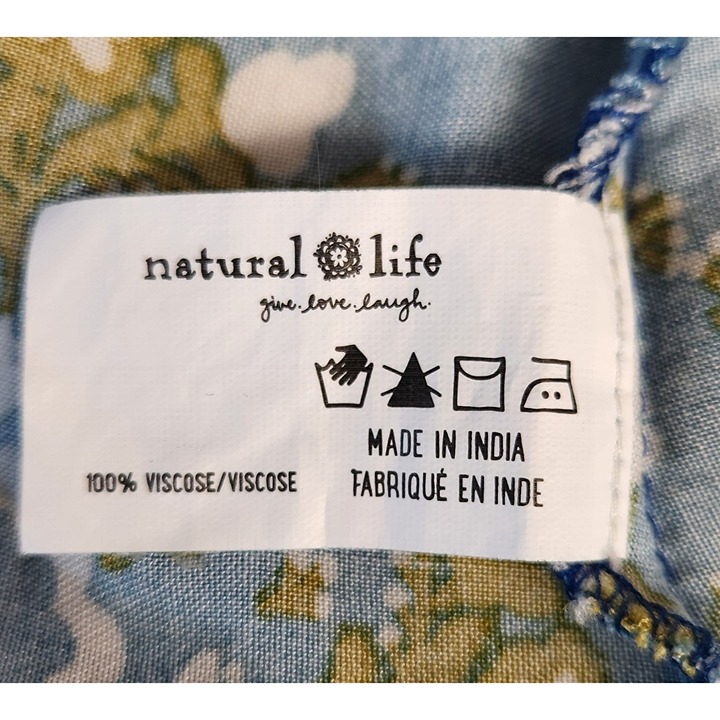 natural life
give. love. laugh.
MADE IN INDIA
100% VISCOSE/VISCOSE
FABRIQUÉ EN INDE